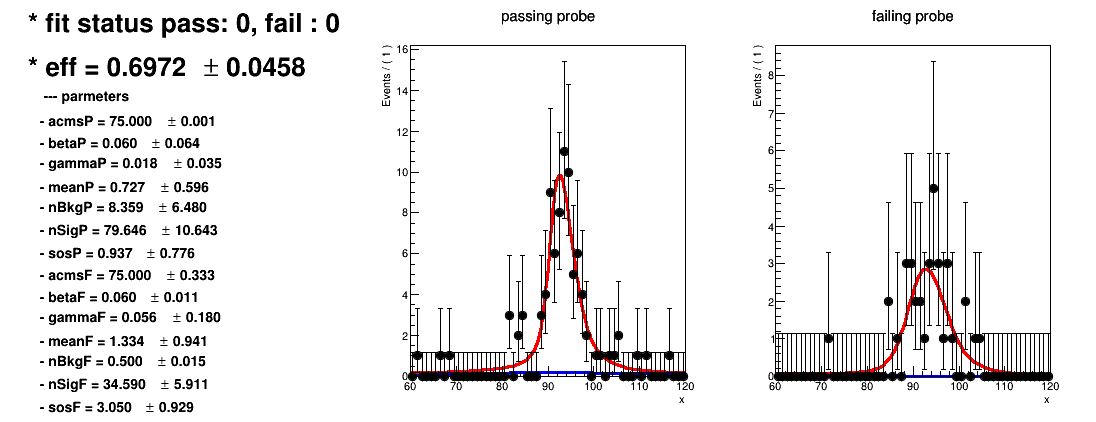 * fit status pass: 0, fail : 0
* eff = 0.6972 ± 0.0458
--- parmeters
- acmsP = 75.000 ± 0.001
- betaP = 0.060 ± 0.064
- gammaP = 0.018 ± 0.035
- meanP = 0.727 ± 0.596
- nBkgP = 8.359 ± 6.480
- nSigP = 79.646 ± 10.643
- sosP = 0.937 ± 0.776
- acmsF = 75.000 ± 0.333
- betaF = 0.060 ± 0.011
- gammaF = 0.056 ± 0.180
- meanF = 1.334 ± 0.941
- nBkgF = 0.500 ± 0.015
- nSigF = 34.590 ± 5.911
- sosF = 3.050 ± 0.929
passing probe
Events / ( 1 )
16
14
12
10
8
6
4
2
0
60 70 80 90 100 110 120
x
failing probe
Events / ( 1 )
8
7
6
5
4
3
2
1
0
60 70 80 90 100 110 120
x